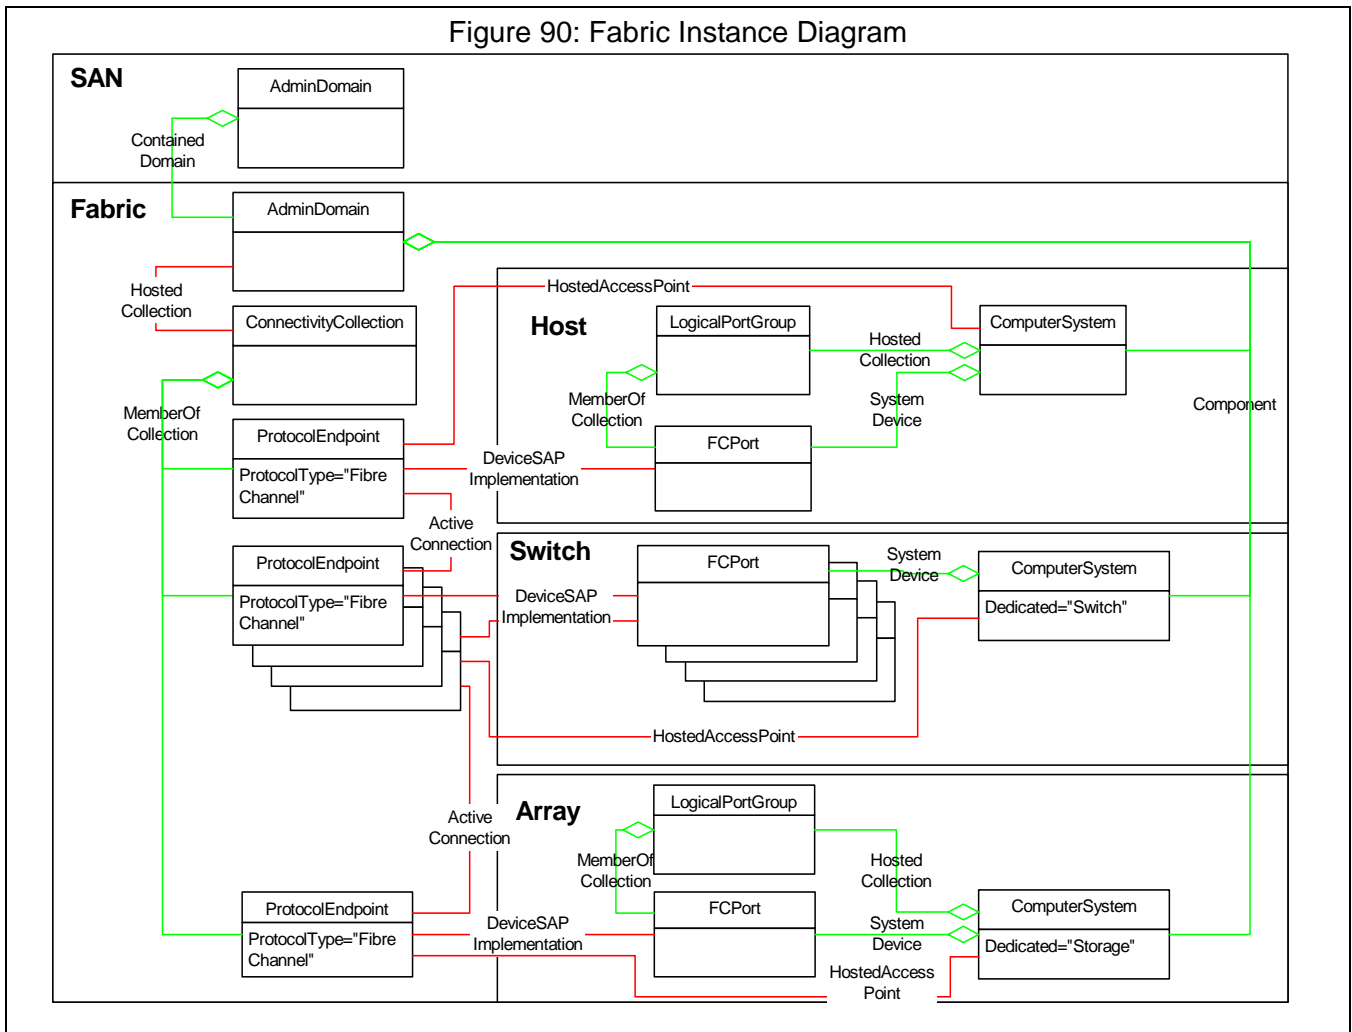 Figure 90: Fabric Instance Diagram
SAN
AdminDomain
Contained
Domain
Fabric
AdminDomain
Hosted
Collection
ConnectivityCollection
MemberOf
Collection
ProtocolEndpoint
ProtocolType="Fibre
Channel"
HostedAccessPoint
Host
LogicalPortGroup
Hosted
Collection
ComputerSystem
MemberOf
Collection
System
Device
Component
FCPort
DeviceSAP
Implementation
Active
Connection
ProtocolEndpoint
ProtocolType="Fibre
Channel"
Switch
FCPort
System
Device
ComputerSystem
Dedicated="Switch"
DeviceSAP
Implementation
HostedAccessPoint
Active
Connection
Array
LogicalPortGroup
MemberOf
Collection
Hosted
Collection
FCPort
System
Device
ComputerSystem
Dedicated="Storage"
ProtocolEndpoint
ProtocolType="Fibre
Channel"
DeviceSAP
Implementation
HostedAccess
Point